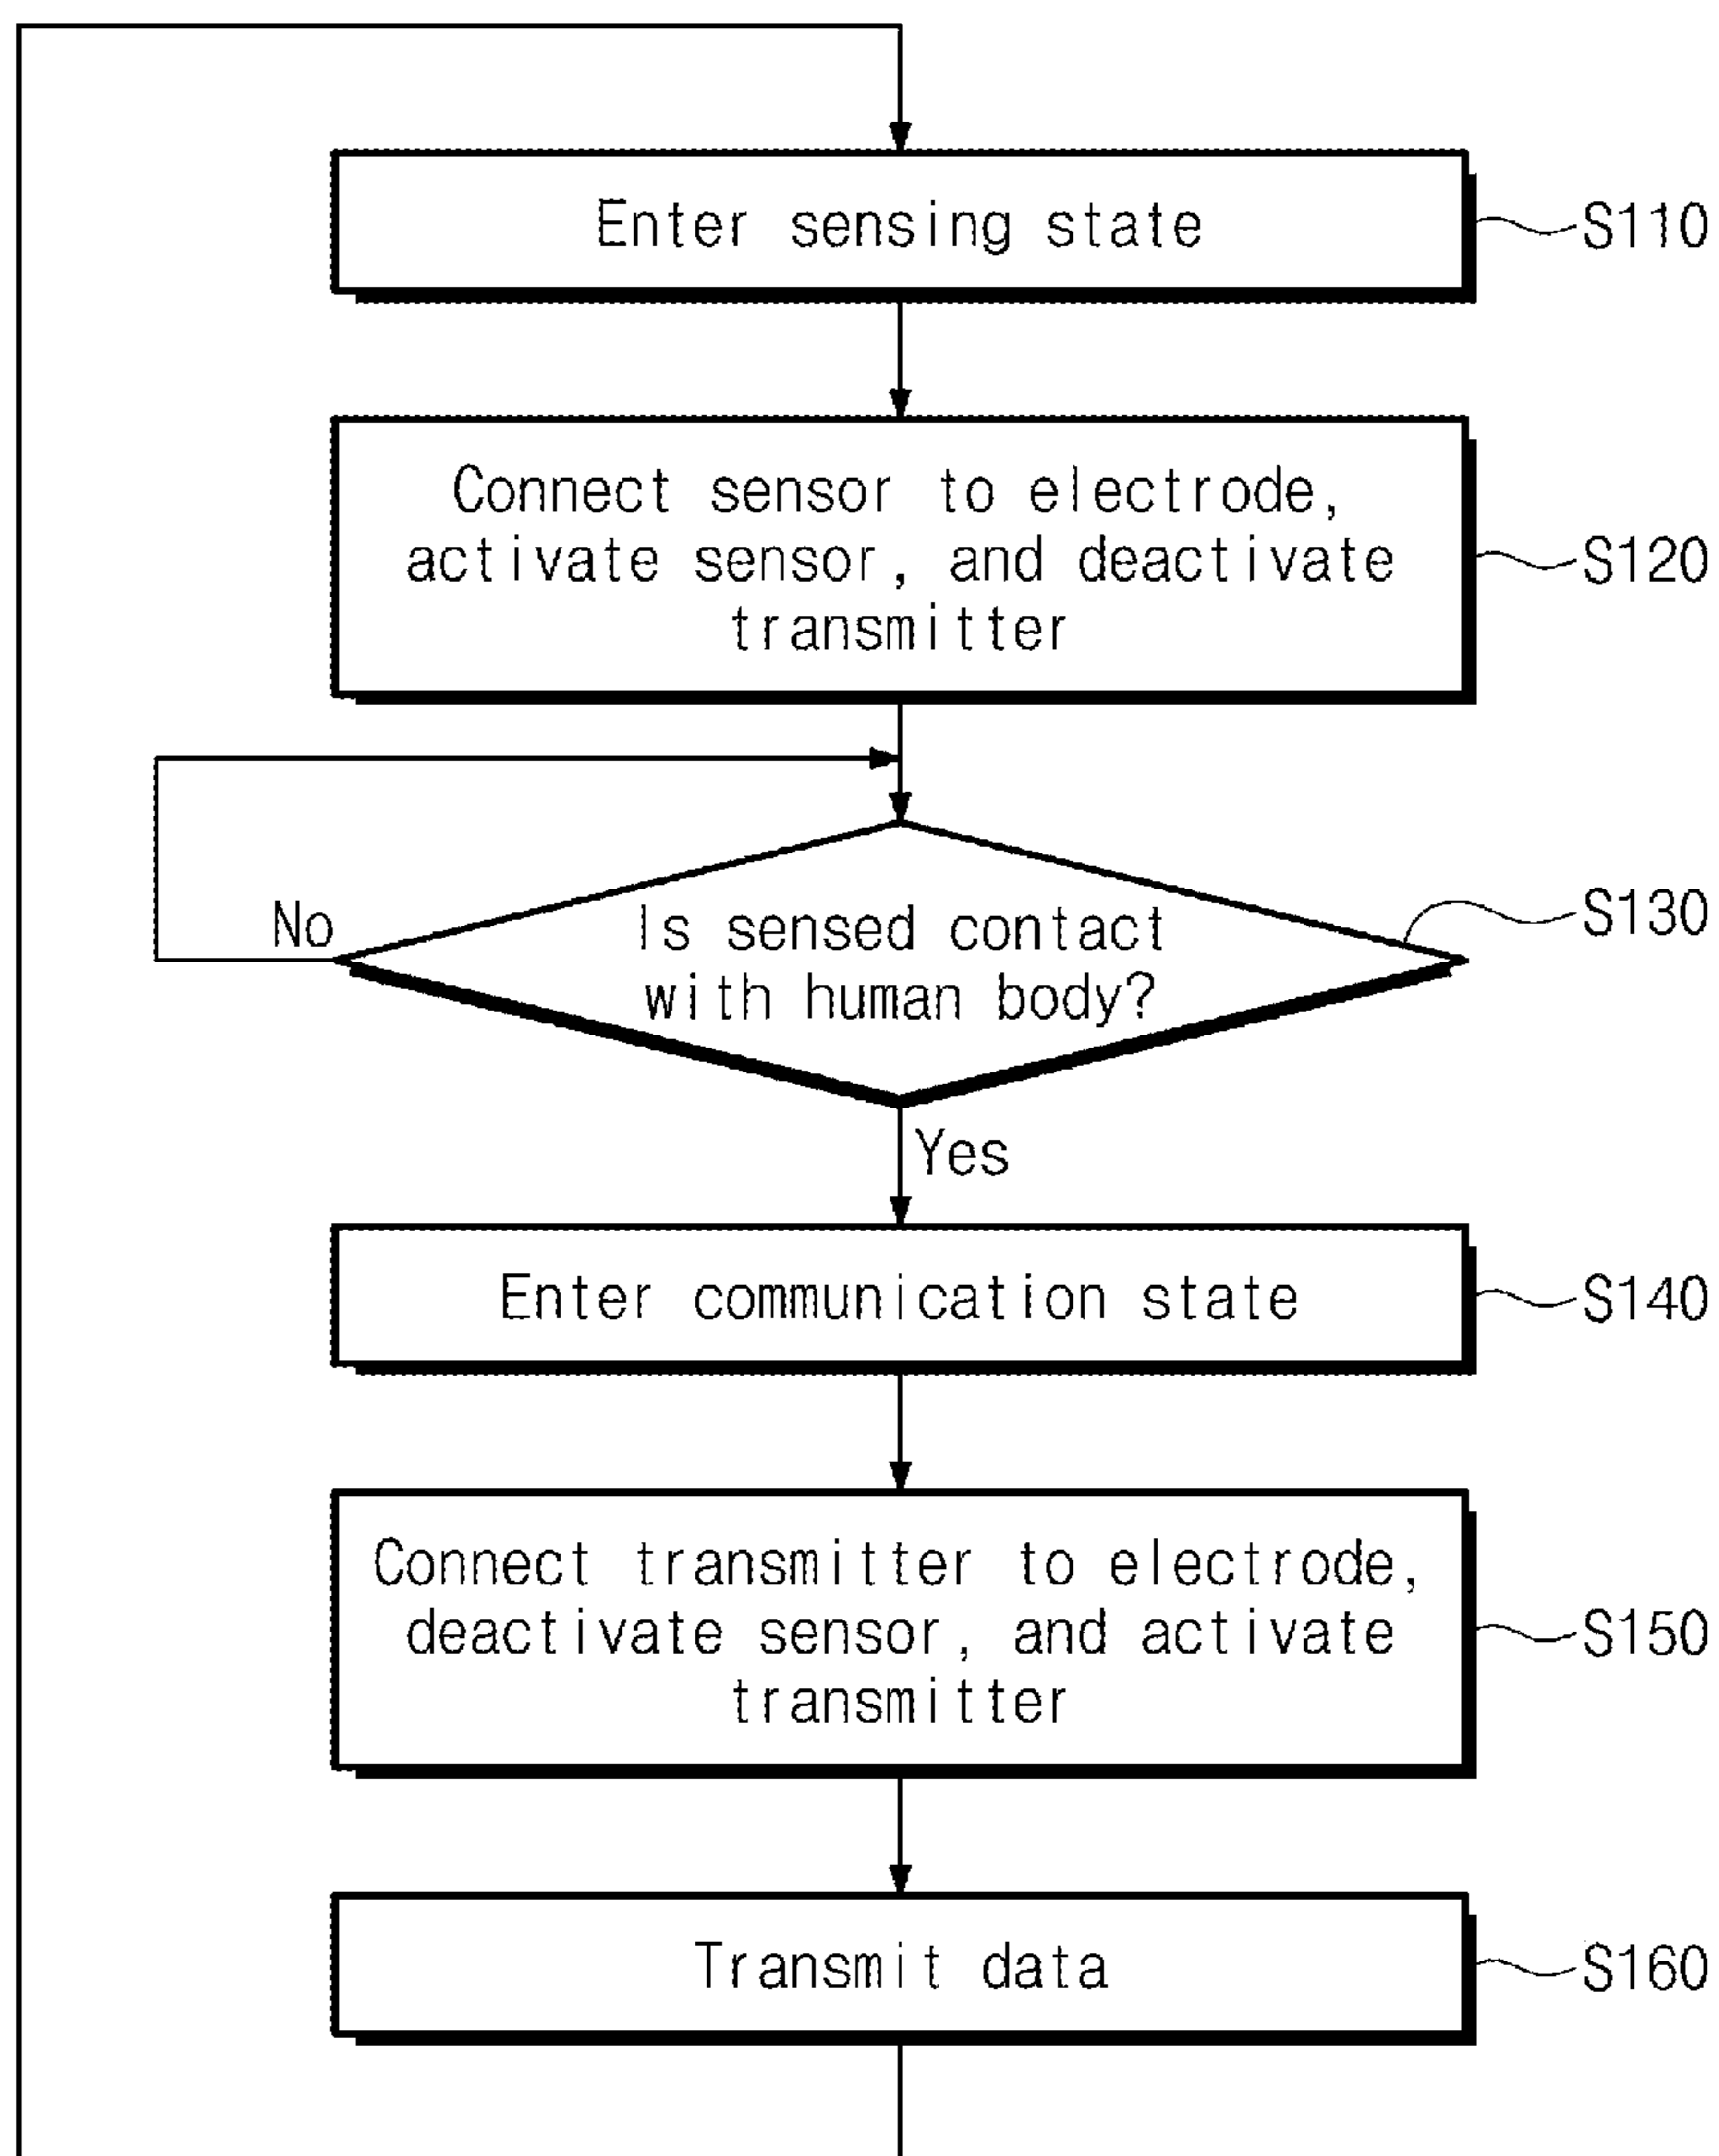 Enter sensing state
S110
Connect sensor to electrode,
activate sensor, and deactivate
transmitter
S120
No
Is sensed contact
with human body?
S130
Yes
Enter communication state
S140
Connect transmitter to electrode,
deactivate sensor, and activate
transmitter
S150
Transmit data
S160